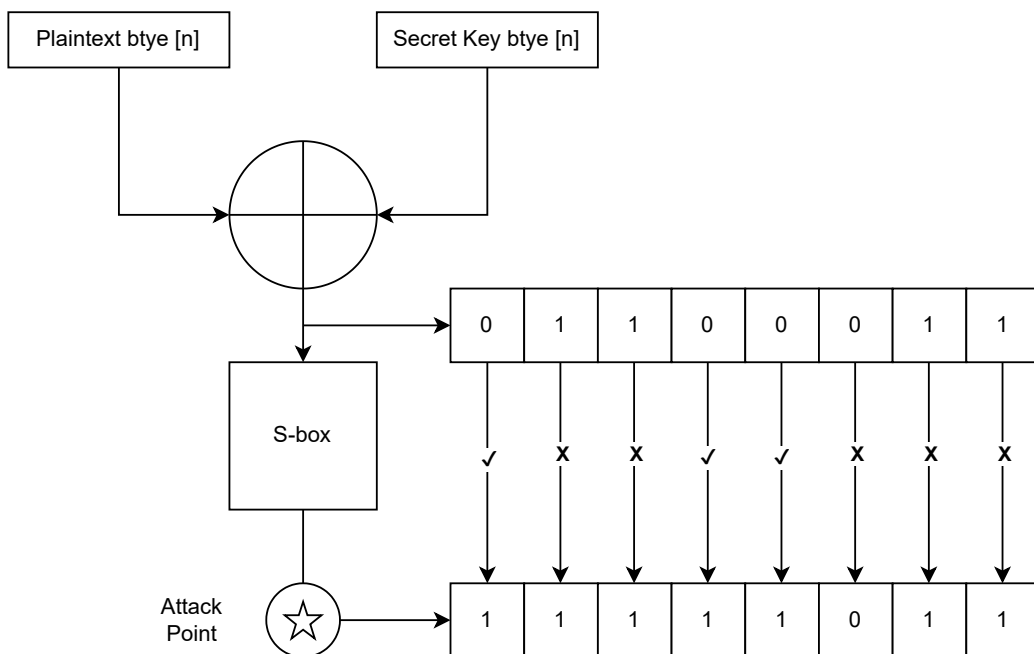 Plaintext btye [n]
Secret Key btye [n]
0 1 1 0 0 0 1 1
S-box
✓ X X ✓ ✓ X X X
Attack
Point
1 1 1 1 1 0 1 1